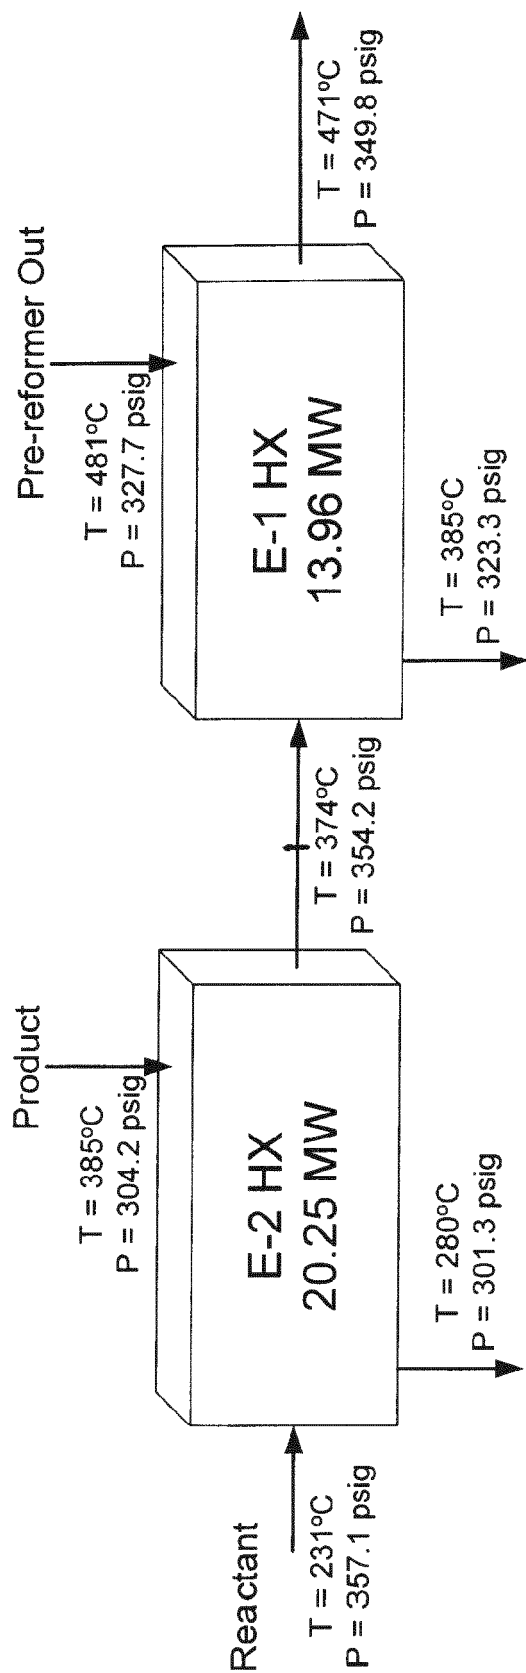 Reactant
T = 231°C
P = 357.1 psig
Product
T = 385°C
P = 304.2 psig
E-2 HX
20.25 MW
T = 280°C
P = 301.3 psig
T = 374°C
P = 354.2 psig
Pre-reformer Out
T = 481°C
P = 327.7 psig
E-1 HX
13.96 MW
T = 385°C
P = 323.3 psig
T = 471°C
P = 349.8 psig